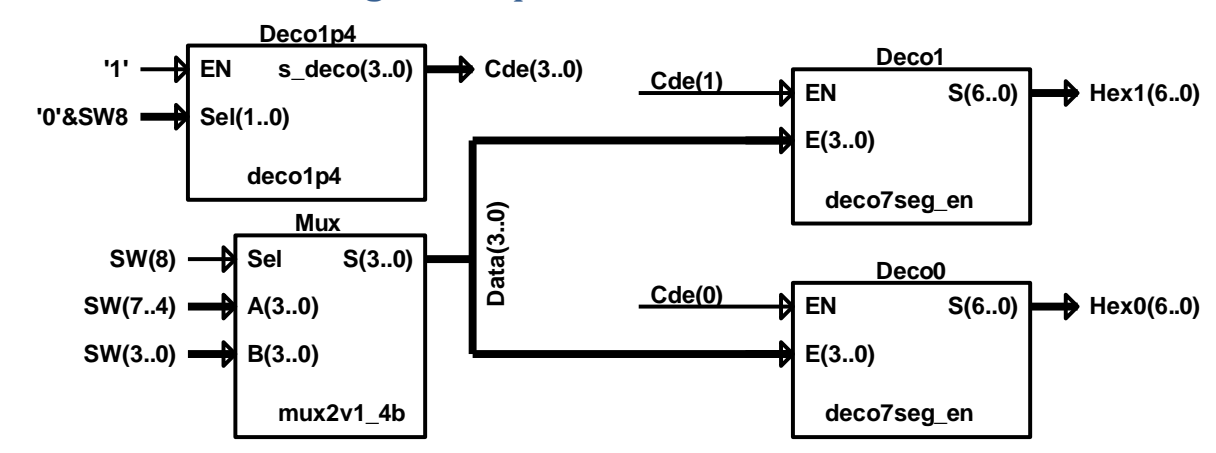 Deco1p4
'1'
EN
s_deco(3..0)
Cde(3..0)
'0'&SW8
Sel(1..0)
deco1p4
Mux
SW(8)
Sel
S(3..0)
SW(7..4)
A(3..0)
SW(3..0)
B(3..0)
mux2v1_4b
Data(3..0)
Deco1
Cde(1)
EN
S(6..0)
Hex1(6..0)
E(3..0)
deco7seg_en
Deco0
Cde(0)
EN
S(6..0)
Hex0(6..0)
E(3..0)
deco7seg_en